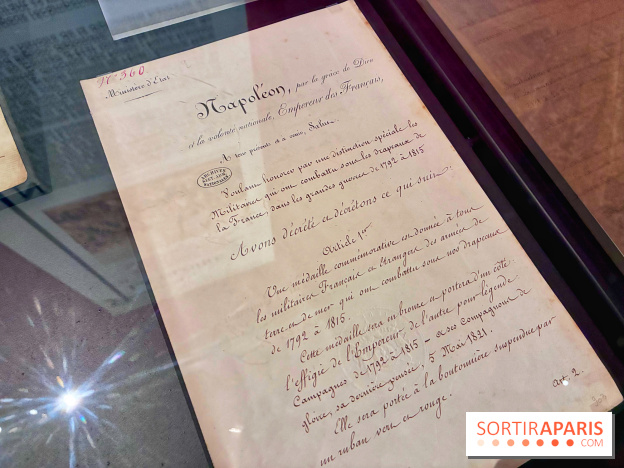 N° 560
Ministère d'État
Napoléon, par la grâce de Dieu
et la volonté nationale, Empereur des Français,
A tous présents et à venir, Salut.
ARCHIVES
NATIONALES
Voulant honorer par une distinction spéciale les
Militaires qui ont combattu sous les drapeaux de
la France, dans les grandes guerres de 1792 à 1815
Avons décrété et décrétons ce qui suit :
Article 1er
Une médaille commémorative est donnée à tous
les militaires Français et étrangers des armées de
terre et de mer qui ont combattu sous nos drapeaux
de 1792 à 1815.
Cette médaille sera en bronze et portera d'un côté
l'effigie de l'Empereur, de l'autre pour légende
Campagnes de 1792 à 1815 – à ses compagnons de
gloire, sa dernière pensée, 5 Mai 1821.
Elle sera portée à la boutonnière suspendue par
un ruban vert et rouge.
Art. 2.
SORTIRAPARIS
.COM